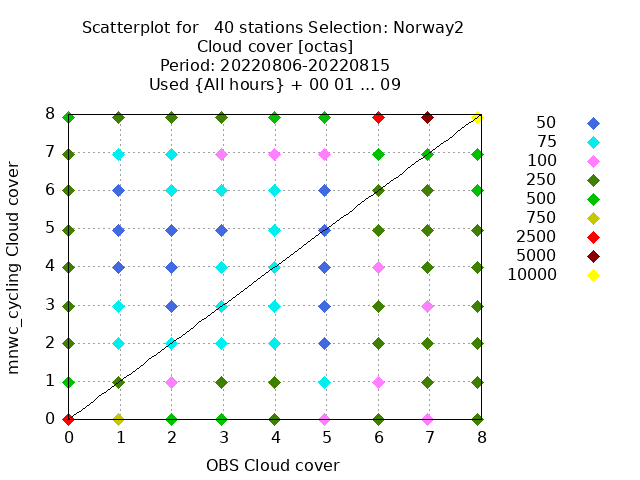 Scatterplot for   40 stations Selection: Norway2
Cloud cover [octas]
Period: 20220806-20220815
Used {All hours} + 00 01 ... 09
8
7
6
5
4
3
2
1
0
mnwc_cycling Cloud cover
0 1 2 3 4 5 6 7 8
OBS Cloud cover
50
75
100
250
500
750
2500
5000
10000